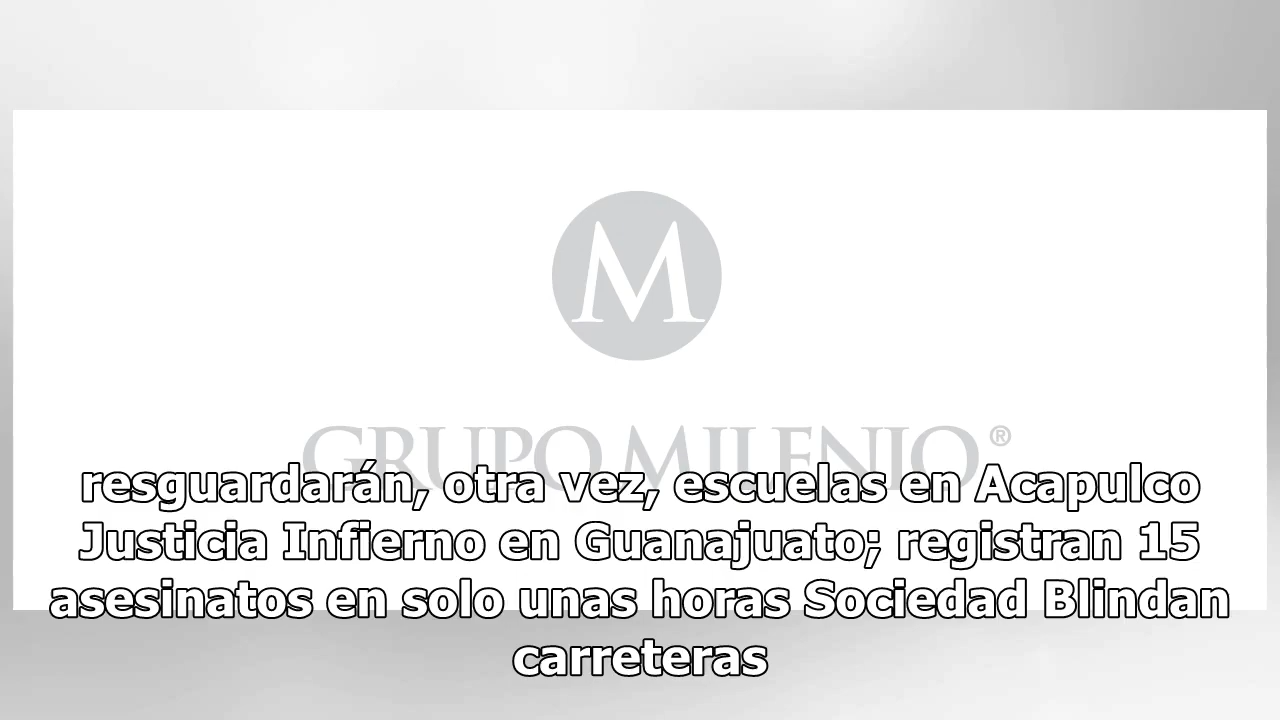 M
GRUPO MILENIO®
resguardarán, otra vez, escuelas en Acapulco
Justicia Infierno en Guanajuato; registran 15
asesinatos en solo unas horas Sociedad Blindan
carreteras